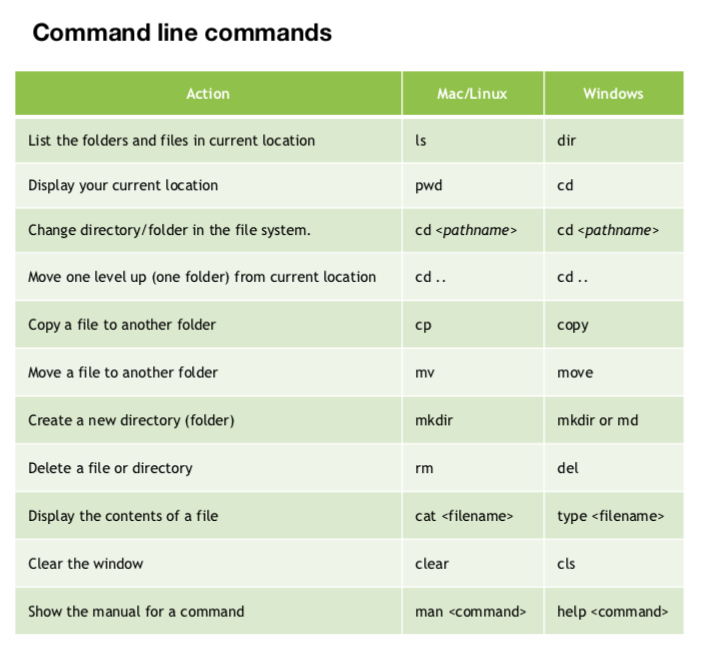 Command line commands
Action Mac/Linux Windows
List the folders and files in current location ls dir
Display your current location pwd cd
Change directory/folder in the file system. cd <pathname> cd <pathname>
Move one level up (one folder) from current location cd .. cd ..
Copy a file to another folder cp copy
Move a file to another folder mv move
Create a new directory (folder) mkdir mkdir or md
Delete a file or directory rm del
Display the contents of a file cat <filename> type <filename>
Clear the window clear cls
Show the manual for a command man <command> help <command>